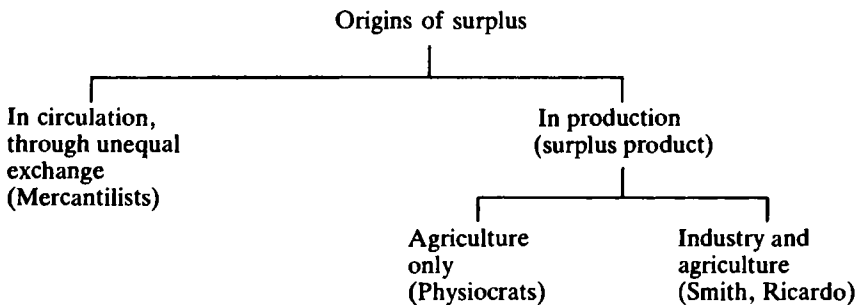 Origins of surplus
In circulation,
through unequal
exchange
(Mercantilists)
In production
(surplus product)
Agriculture
only
(Physiocrats)
Industry and
agriculture
(Smith, Ricardo)